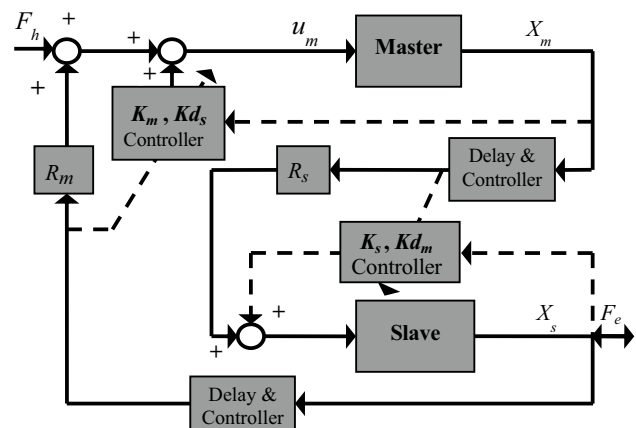 F_h
+
+
+
+
+
u_m
Master
X_m
K_m , Kd_s
Controller
R_m
R_s
Delay &
Controller
K_s , Kd_m
Controller
+
+
Slave
X_s
F_e
Delay &
Controller